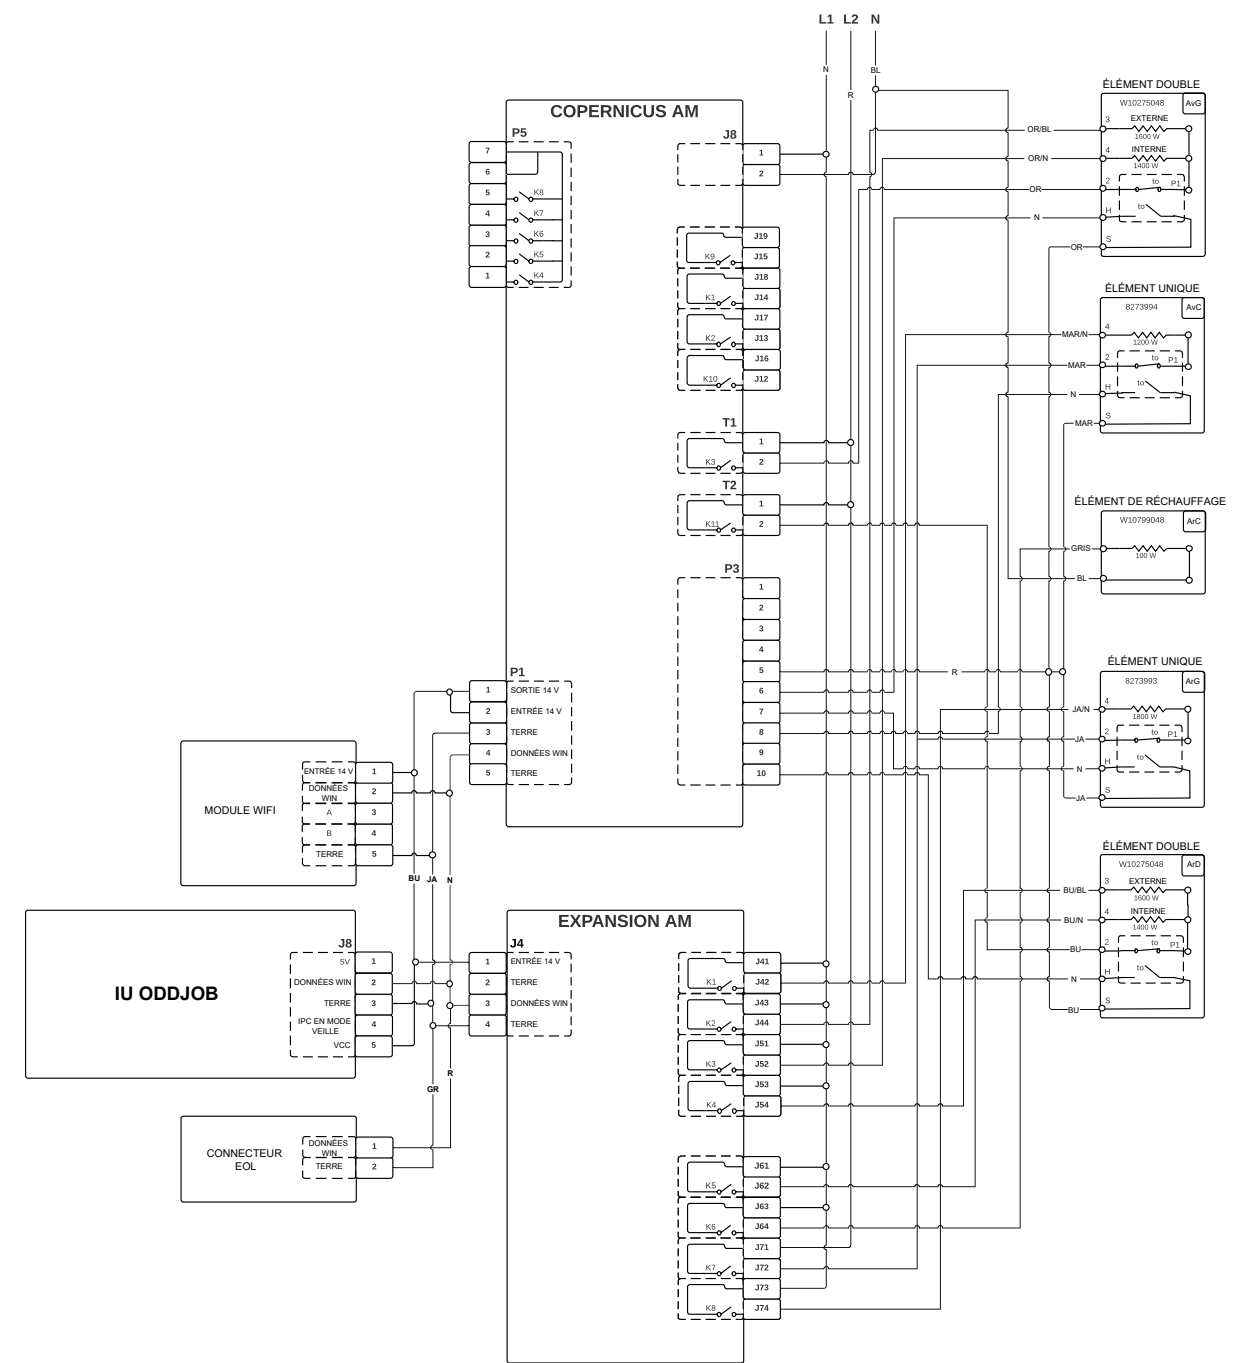 L1 L2 N
N
R
BL
COPERNICUS AM
P5
7
6
5 K8
4 K7
3 K6
2 K5
1 K4
J8
1
2
J19
K9 J15
J18
K1 J14
J17
K2 J13
J16
K10 J12
T1
1
K3 2
T2
1
K11 2
P3
1
2
3
4
5
6
7
8
9
10
R
P1
1 SORTIE 14 V
2 ENTRÉE 14 V
3 TERRE
4 DONNÉES WIN
5 TERRE
ÉLÉMENT DOUBLE
W10275048 AvG
EXTERNE
OR/BL 3
1600 W
INTERNE
OR/N 4
1400 W
OR 2 to P1
N H to
OR S
ÉLÉMENT UNIQUE
8273994 AvC
MAR/N 4
1200 W
MAR 2 to P1
N H to
MAR S
ÉLÉMENT DE RÉCHAUFFAGE
W10799048 ArC
GRIS
100 W
BL
ÉLÉMENT UNIQUE
8273993 ArG
JA/N 4
1800 W
JA 2 to P1
N H to
JA S
ÉLÉMENT DOUBLE
W10275048 ArD
EXTERNE
BU/BL 3
1600 W
INTERNE
BU/N 4
1400 W
BU 2 to P1
N H to
BU S
MODULE WIFI
ENTRÉE 14 V 1
DONNÉES
WIN
2
A 3
B 4
TERRE 5
BU JA N
IU ODDJOB
J8
5V 1
DONNÉES WIN 2
TERRE 3
IPC EN MODE
VEILLE
4
VCC 5
R
GR
CONNECTEUR
EOL
DONNÉES
WIN
1
TERRE 2
EXPANSION AM
J4
1 ENTRÉE 14 V
2 TERRE
3 DONNÉES WIN
4 TERRE
J41
K1 J42
J43
K2 J44
J51
K3 J52
J53
K4 J54
J61
K5 J62
J63
K6 J64
J71
K7 J72
J73
K8 J74